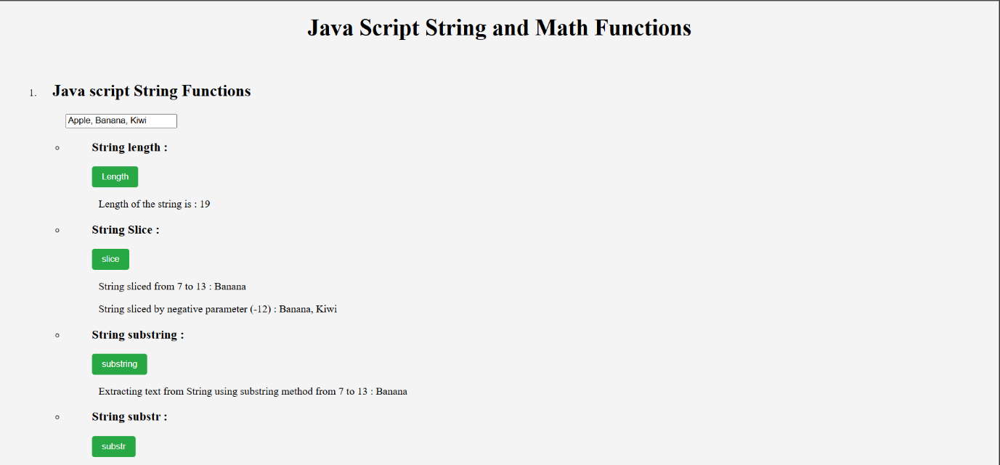 Java Script String and Math Functions
1. Java script String Functions
Apple, Banana, Kiwi
String length :
Length
Length of the string is : 19
String Slice :
slice
String sliced from 7 to 13 : Banana
String sliced by negative parameter (-12) : Banana, Kiwi
String substring :
substring
Extracting text from String using substring method from 7 to 13 : Banana
String substr :
substr